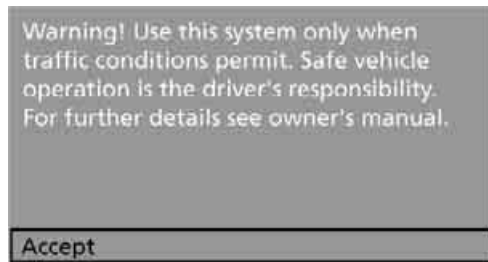 Warning! Use this system only when
traffic conditions permit. Safe vehicle
operation is the driver's responsibility.
For further details see owner's manual.
Accept